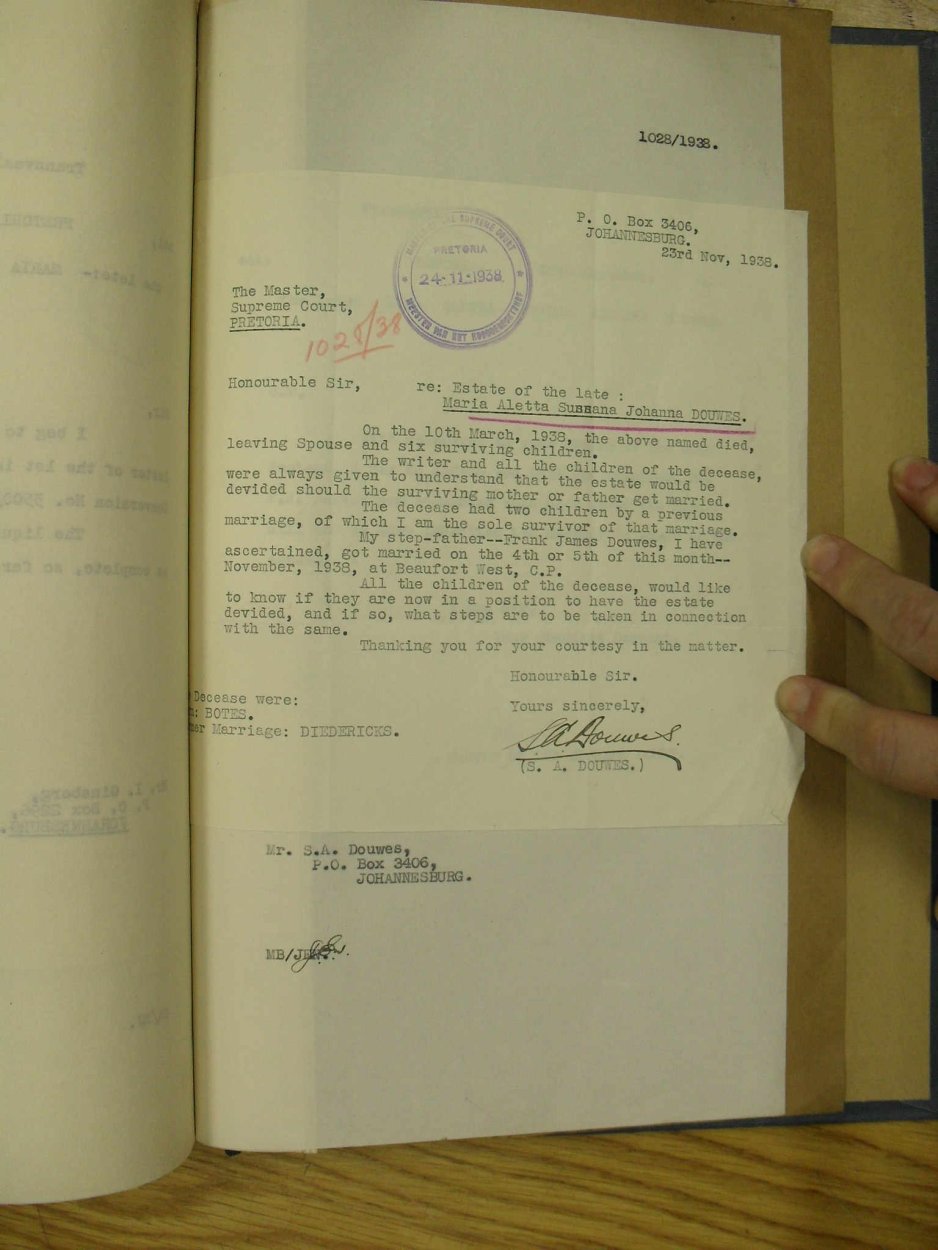 1028/1938.
P. O. Box 3406,
JOHANNESBURG.
23rd Nov, 1938.
SUPREME COURT
PRETORIA
24-11-1938
MEESTER VAN HET HOOGGERECHTSHOF
The Master,
Supreme Court,
PRETORIA.
1028/38
Honourable Sir,
re: Estate of the late :
Maria Aletta Sussana Johanna DOUWES.
On the 10th March, 1938, the above named died,
leaving Spouse and six surviving children.
The writer and all the children of the decease,
were always given to understand that the estate would be
devided should the surviving mother or father get married.
The decease had two children by a previous
marriage, of which I am the sole survivor of that marriage.
My step-father--Frank James Douwes, I have
ascertained, got married on the 4th or 5th of this month--
November, 1938, at Beaufort West, C.P.
All the children of the decease, would like
to know if they are now in a position to have the estate
devided, and if so, what steps are to be taken in connection
with the same.
Thanking you for your courtesy in the matter.
Honourable Sir.
Yours sincerely,
S.A. Douwes.
(S. A. DOUWES.)
Decease were:
: BOTES.
Marriage: DIEDERICKS.
Mr. S.A. Douwes,
P.O. Box 3406,
JOHANNESBURG.
MB/